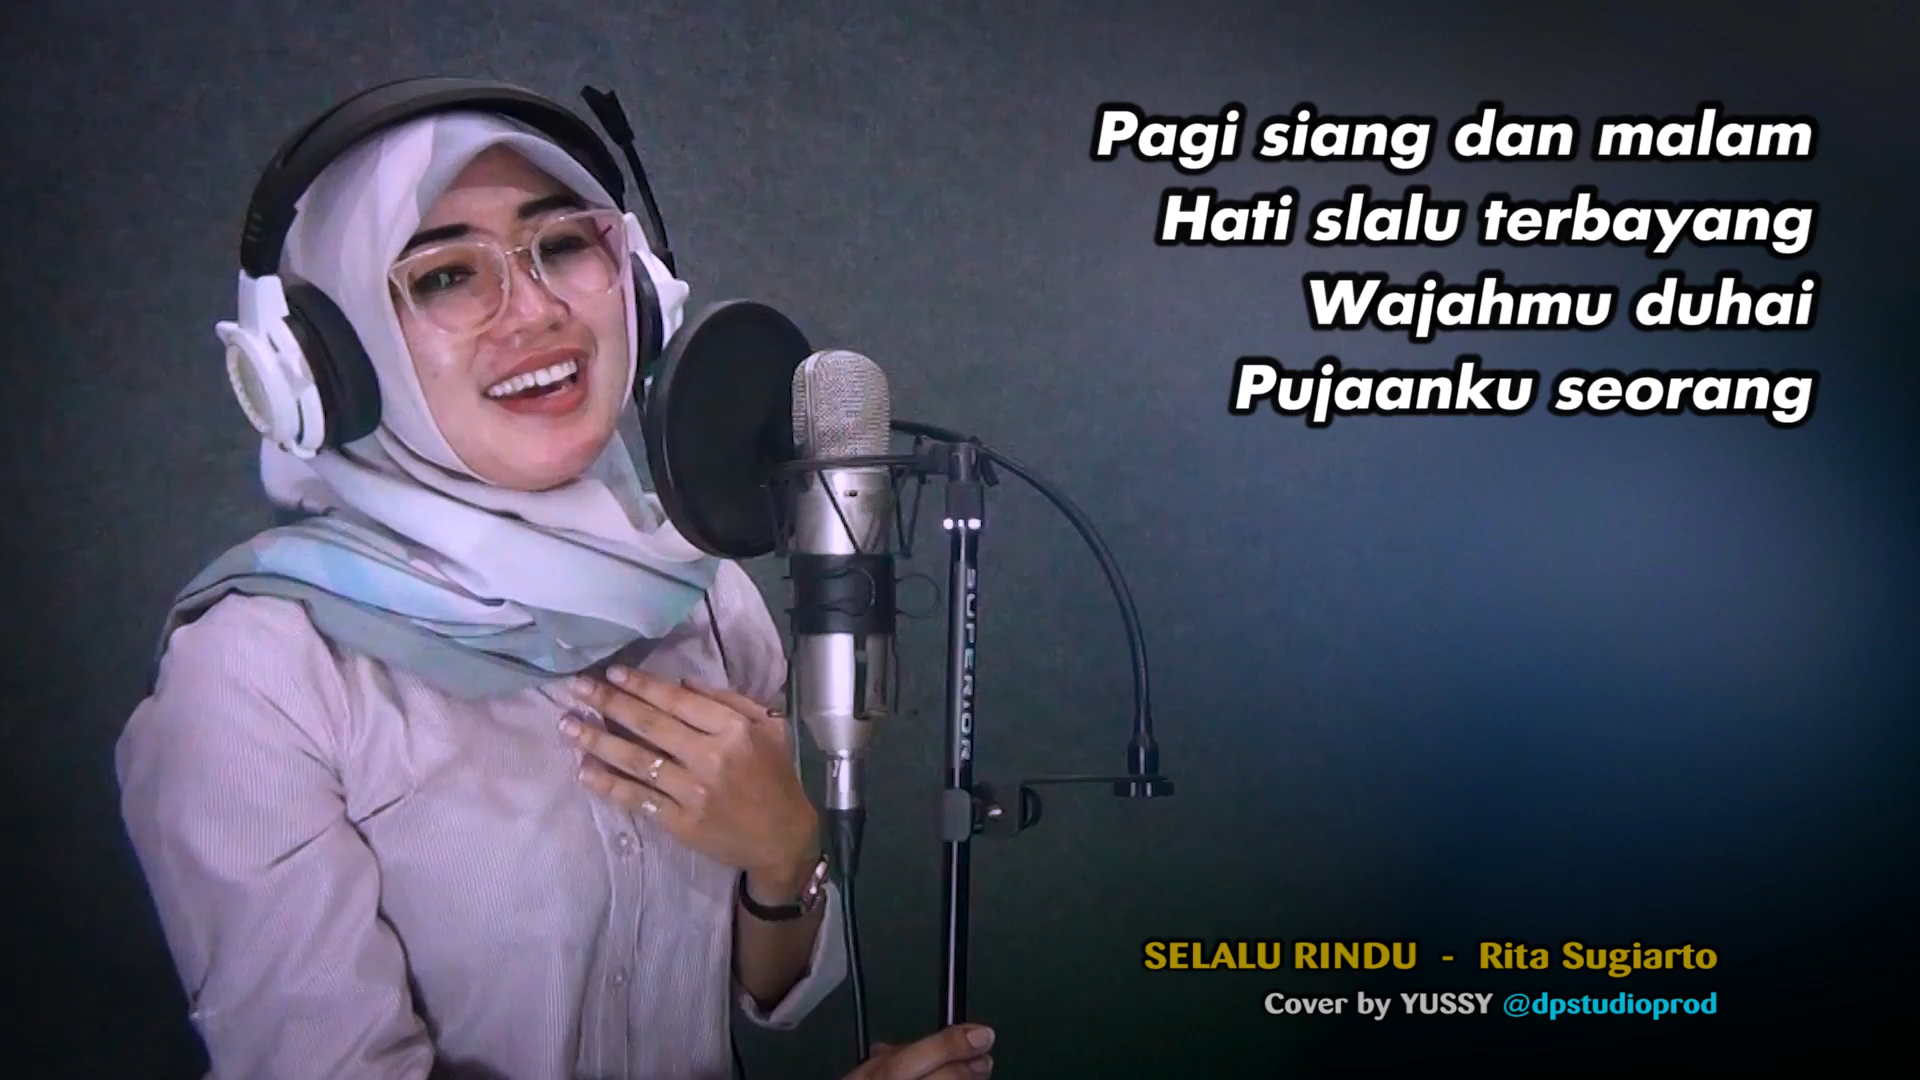 Pagi siang dan malam
Hati slalu terbayang
Wajahmu duhai
Pujaanku seorang
SUPERIOR
SELALU RINDU - Rita Sugiarto
Cover by YUSSY @dpstudioprod